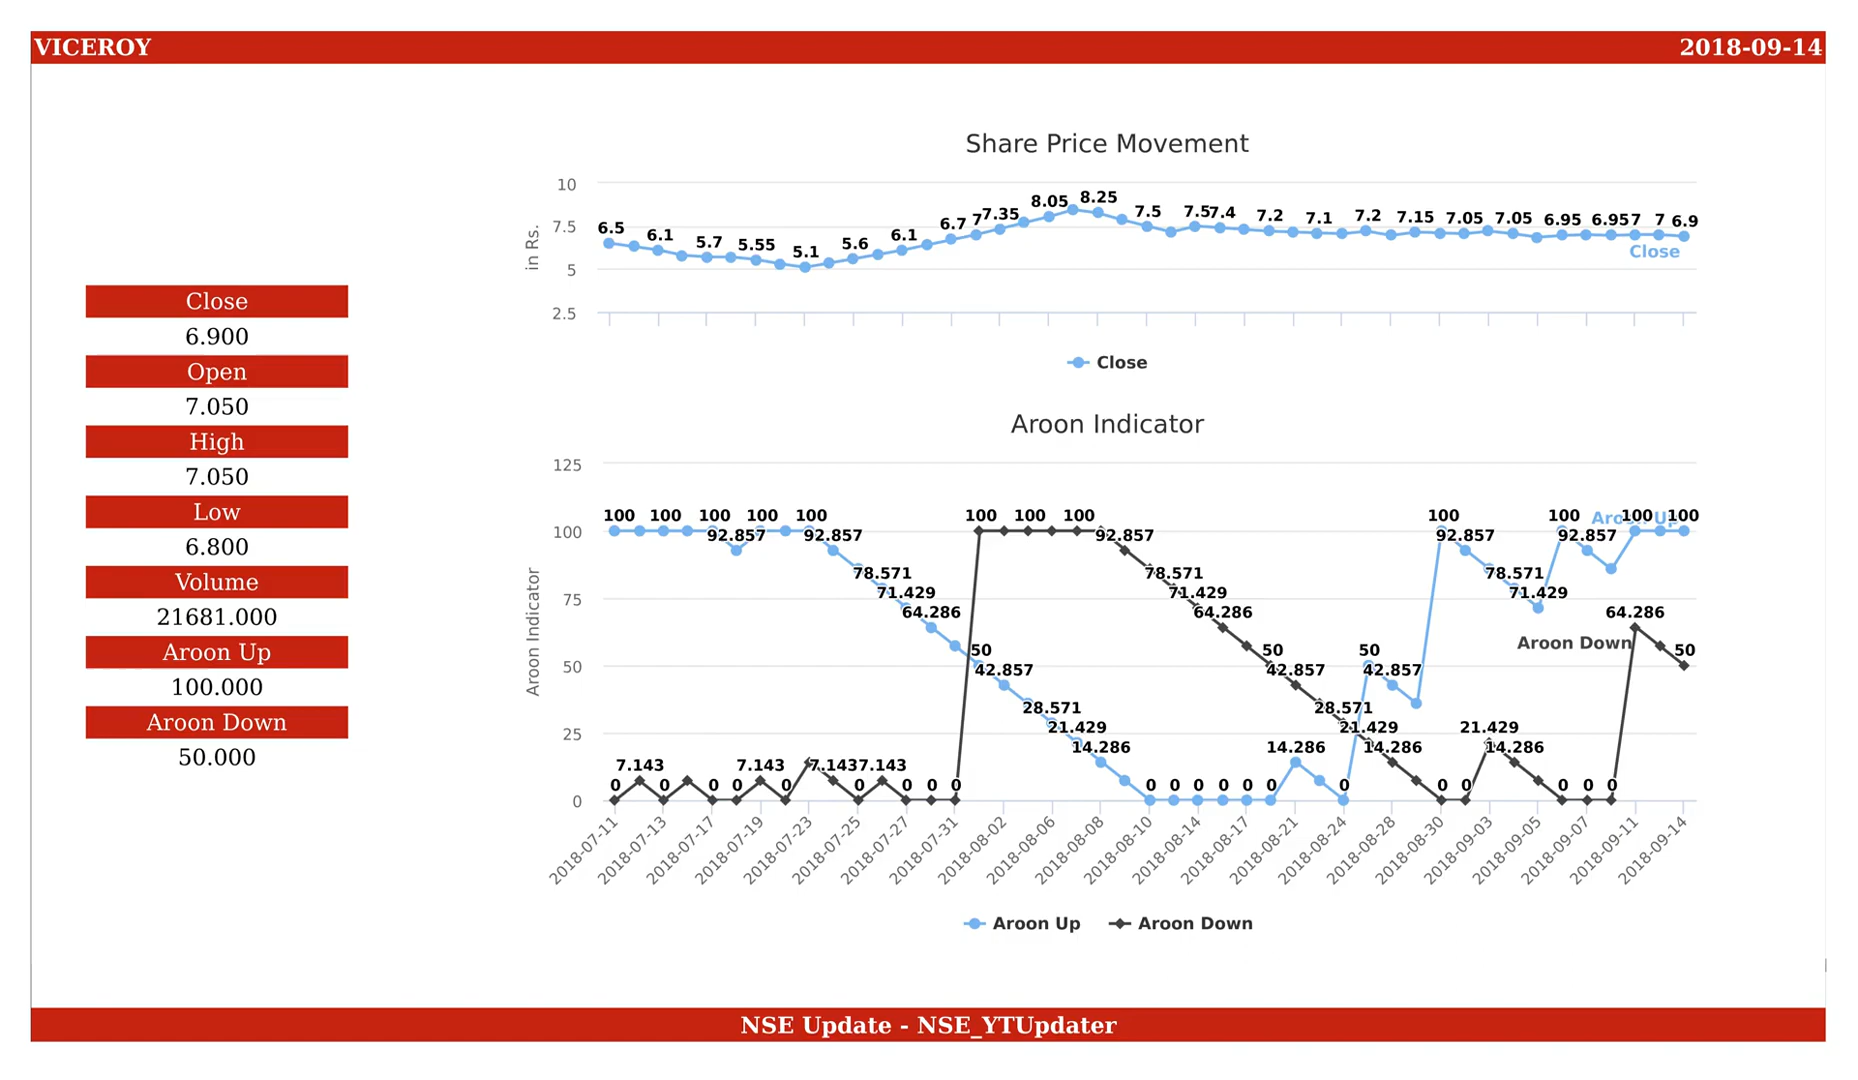 VICEROY 2018-09-14
Share Price Movement
in Rs.
10
7.5
5
2.5
6.5 6.1 5.7 5.55 5.1 5.6 6.1 6.7 7 7.35 8.05 8.25 7.5 7.5 7.4 7.2 7.1 7.2 7.15 7.05 7.05 6.95 6.95 7 7 6.9
Close
Close
Close
6.900
Open
7.050
High
7.050
Low
6.800
Volume
21681.000
Aroon Up
100.000
Aroon Down
50.000
Aroon Indicator
Aroon Indicator
125
100
75
50
25
0
100 100 100 100 100 100 100 100 100 100 100 100
Aroon Up
92.857 92.857 92.857 92.857 92.857
78.571 78.571 78.571
71.429 71.429 71.429
64.286 64.286 64.286
Aroon Down
50 50 50 50
42.857 42.857 42.857
28.571 28.571
21.429 21.429 21.429
14.286 14.286 14.286 14.286
7.143 7.143 7.143 7.143
0 0 0 0 0 0 0 0 0 0 0 0 0 0 0 0 0 0 0 0 0
2018-07-11 2018-07-13 2018-07-17 2018-07-19 2018-07-23 2018-07-25 2018-07-27 2018-07-31 2018-08-02 2018-08-06 2018-08-08 2018-08-10 2018-08-14 2018-08-17 2018-08-21 2018-08-24 2018-08-28 2018-08-30 2018-09-03 2018-09-05 2018-09-07 2018-09-11 2018-09-14
Aroon Up Aroon Down
NSE Update - NSE_YTUpdater